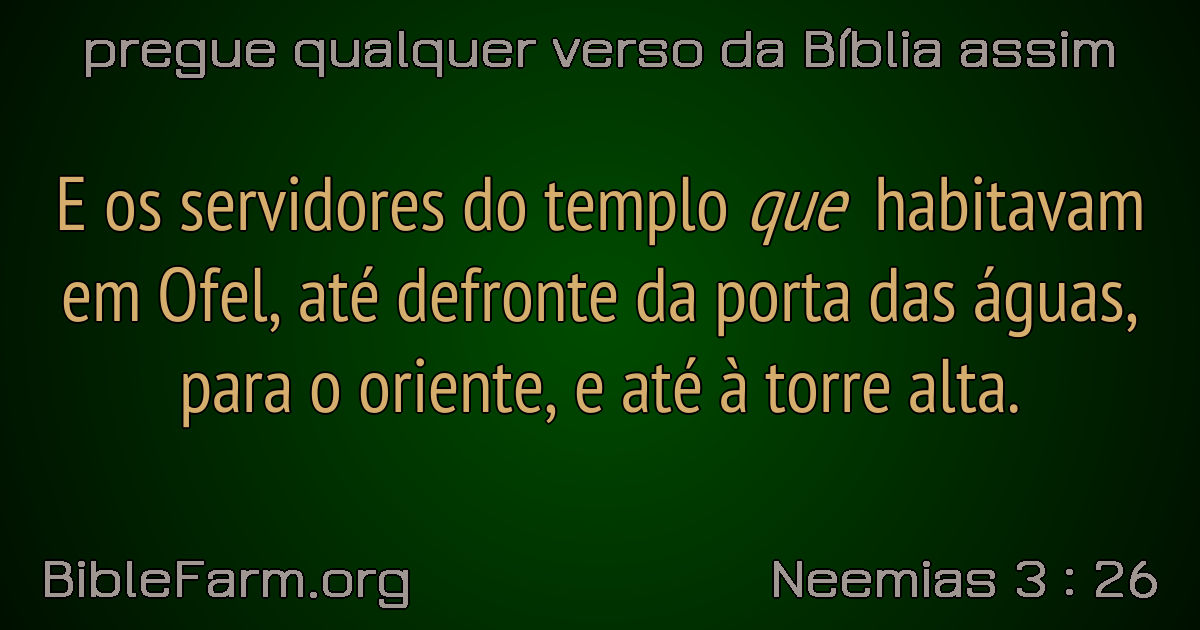 pregue qualquer verso da Bíblia assim
E os servidores do templo que habitavam
em Ofel, até defronte da porta das águas,
para o oriente, e até à torre alta.
BibleFarm.org
Neemias 3 : 26